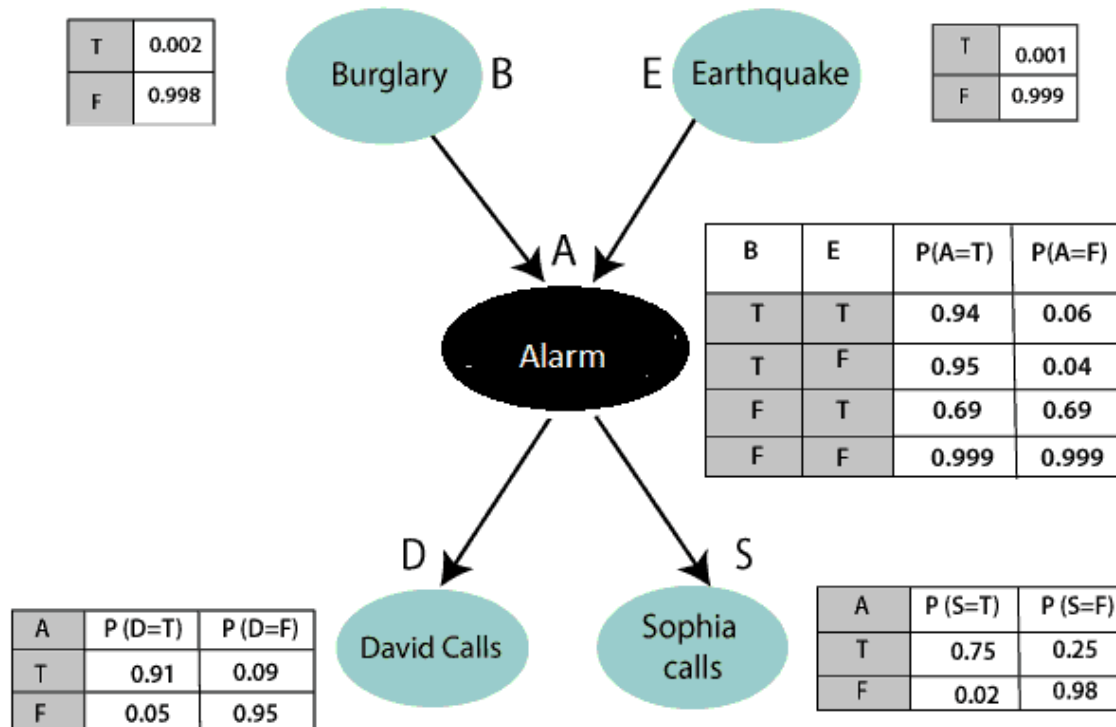 T 0.002
F 0.998
Burglary B
E Earthquake
T 0.001
F 0.999
A
Alarm
B E P(A=T) P(A=F)
T T 0.94 0.06
T F 0.95 0.04
F T 0.69 0.69
F F 0.999 0.999
D
S
A P (D=T) P (D=F)
T 0.91 0.09
F 0.05 0.95
David Calls
Sophia
calls
A P (S=T) P (S=F)
T 0.75 0.25
F 0.02 0.98